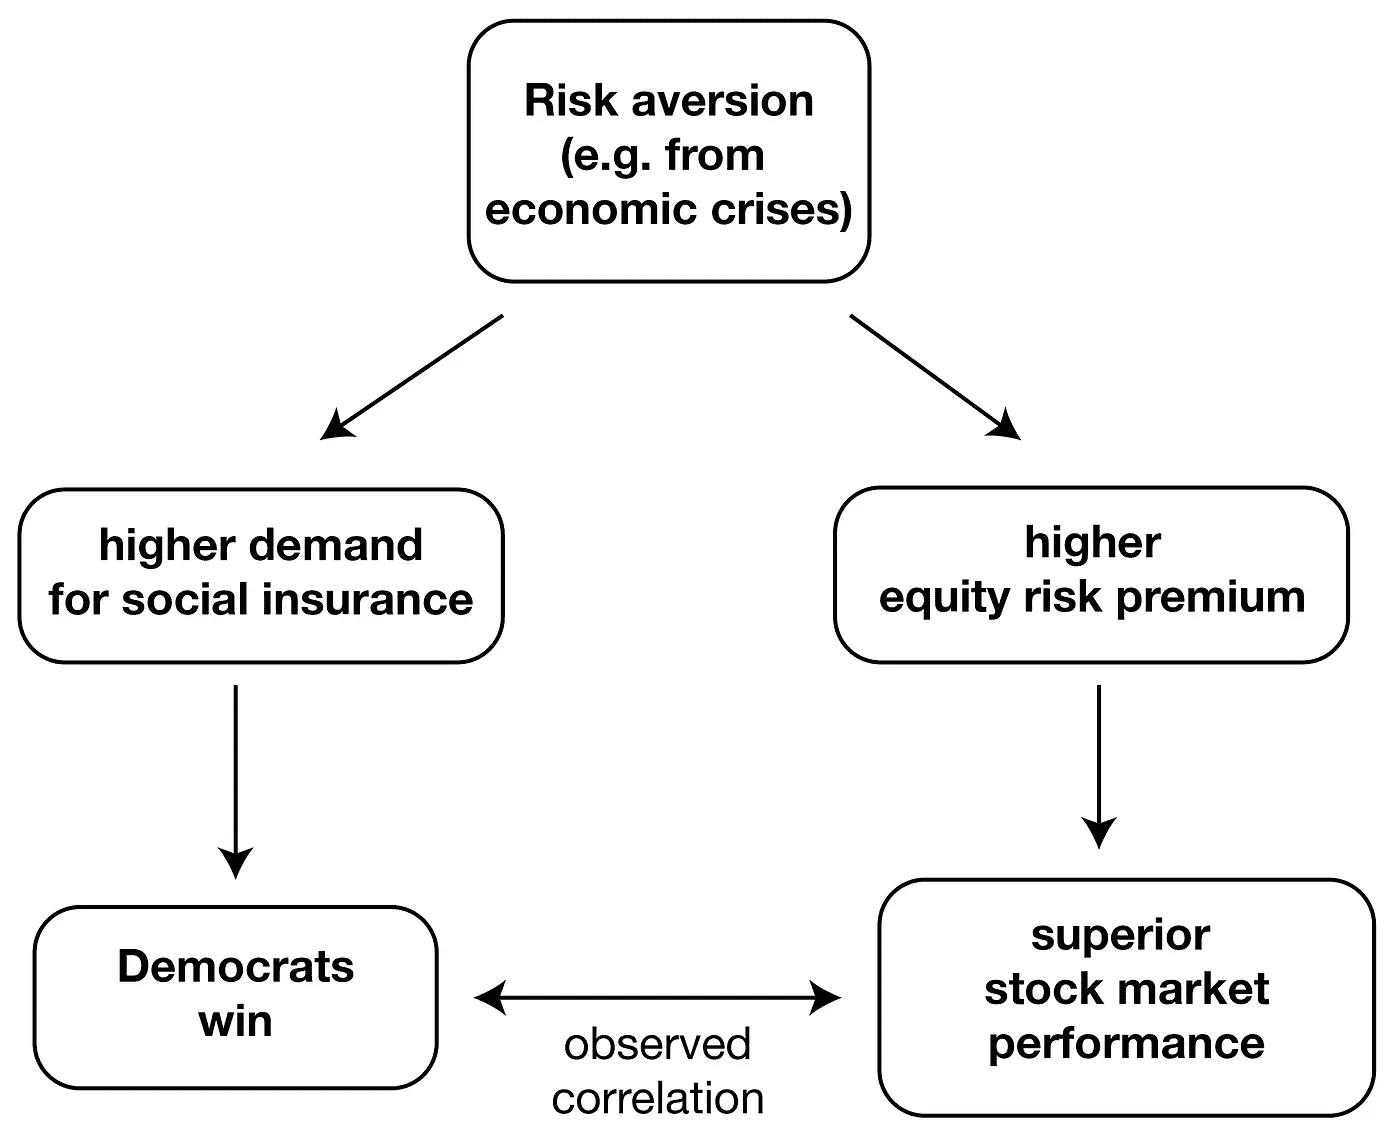 Risk aversion
(e.g. from
economic crises)
higher demand
for social insurance
higher
equity risk premium
Democrats
win
observed
correlation
superior
stock market
performance